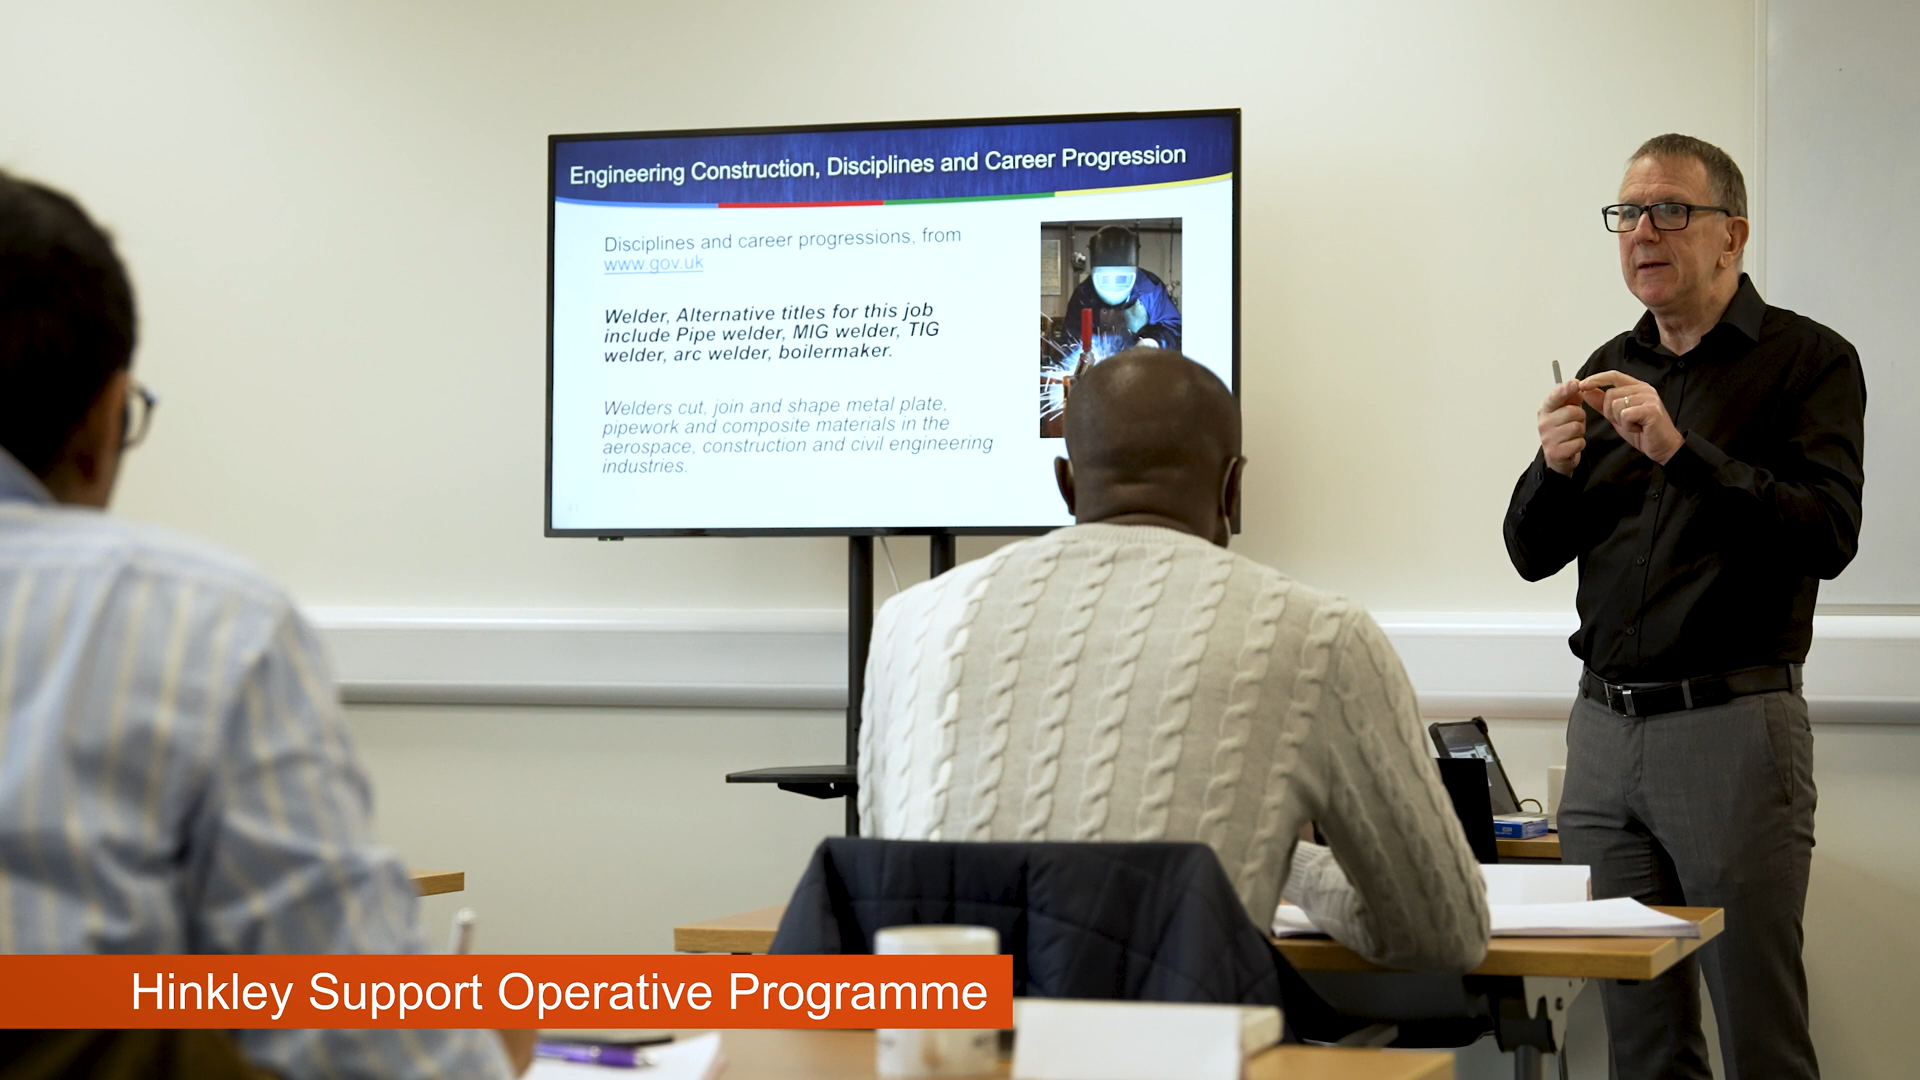 Engineering Construction, Disciplines and Career Progression
Disciplines and career progressions, from
www.gov.uk
Welder, Alternative titles for this job
include Pipe welder, MIG welder, TIG
welder, arc welder, boilermaker.
Welders cut, join and shape metal plate,
pipework and composite materials in the
aerospace, construction and civil engineering
industries.
Hinkley Support Operative Programme